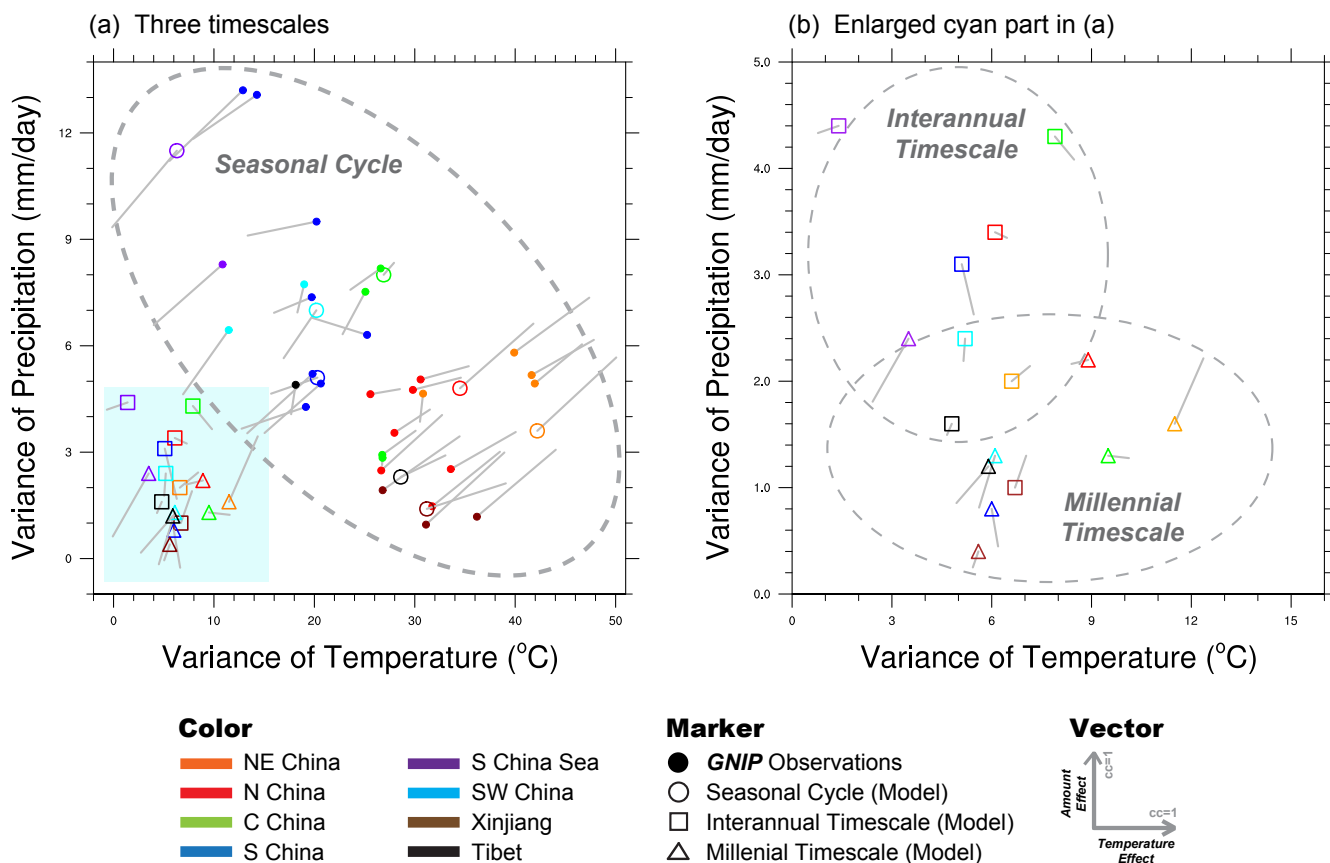 (a) Three timescales
(b) Enlarged cyan part in (a)
Variance of Precipitation (mm/day)
0
3
6
9
12
Seasonal Cycle
0
10
20
30
40
50
Variance of Temperature (°C)
Variance of Precipitation (mm/day)
5.0
4.0
3.0
2.0
1.0
0.0
Interannual
Timescale
Millennial
Timescale
0
3
6
9
12
15
Variance of Temperature (°C)
Color
NE China
N China
C China
S China
S China Sea
SW China
Xinjiang
Tibet
Marker
GNIP Observations
Seasonal Cycle (Model)
Interannual Timescale (Model)
Millenial Timescale (Model)
Vector
Amount
Effect
cc=1
cc=1
Temperature
Effect